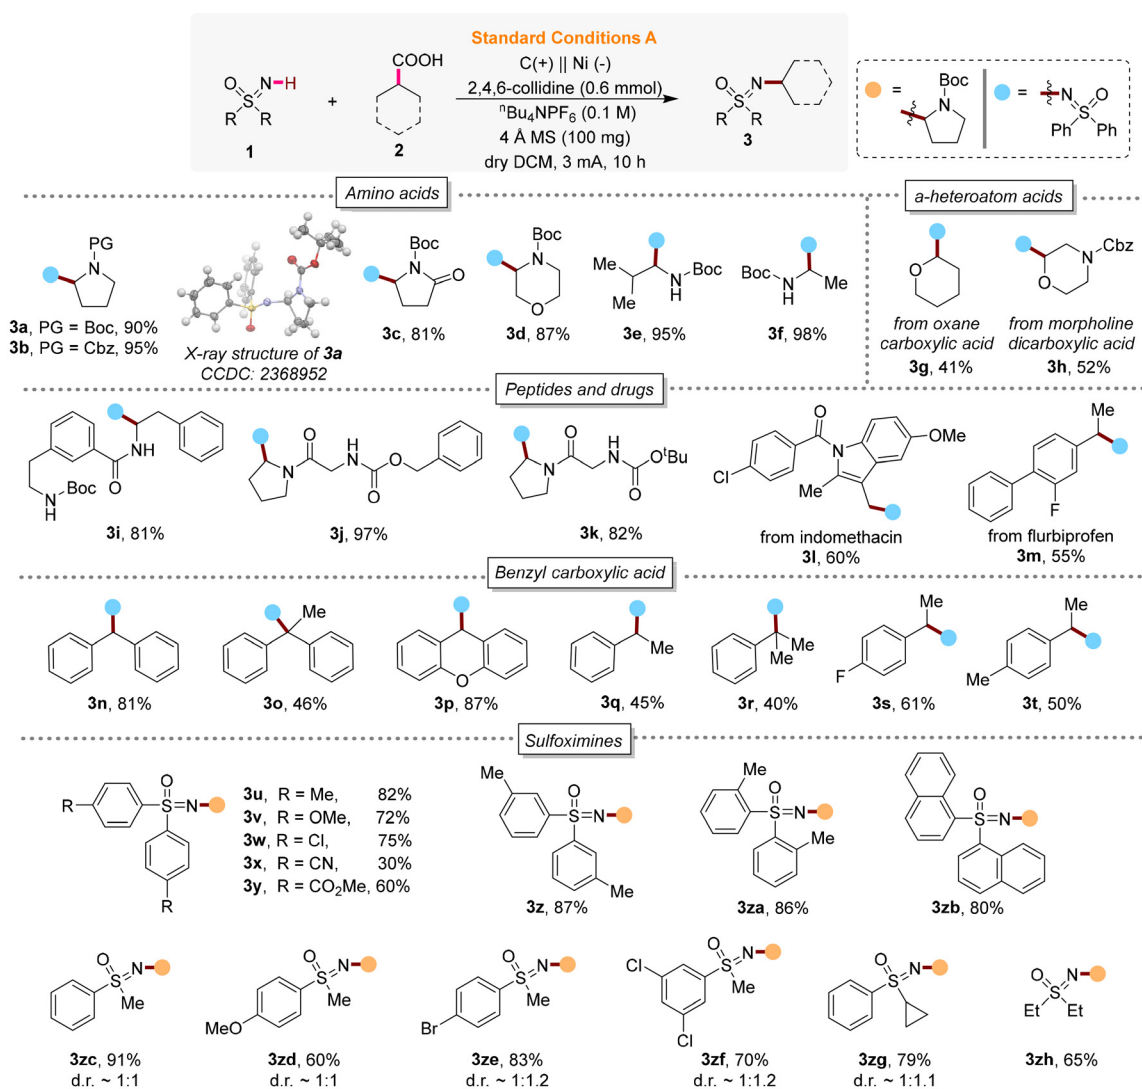 Standard Conditions A
C(+) || Ni (-)
2,4,6-collidine (0.6 mmol)
ⁿBu₄NPF₆ (0.1 M)
4 Å MS (100 mg)
dry DCM, 3 mA, 10 h
O
N
H
S
R
R
1
+
COOH
2
O
N
S
R
R
3
=
Boc
N
=
N
O
S
Ph
Ph
Amino acids
a-heteroatom acids
PG
N
3a, PG = Boc, 90%
3b, PG = Cbz, 95%
X-ray structure of 3a
CCDC: 2368952
Boc
N
O
3c, 81%
Boc
N
O
3d, 87%
Me
Me
N
H
Boc
3e, 95%
Boc
N
H
Me
3f, 98%
O
from oxane
carboxylic acid
3g, 41%
N
Cbz
O
from morpholine
dicarboxylic acid
3h, 52%
Peptides and drugs
NH
O
N
H
Boc
3i, 81%
O
N
H
N
O
O
3j, 97%
O
H
N
N
OᵗBu
O
3k, 82%
O
N
OMe
Cl
Me
from indomethacin
3l, 60%
Me
F
from flurbiprofen
3m, 55%
Benzyl carboxylic acid
3n, 81%
Me
3o, 46%
O
3p, 87%
Me
3q, 45%
Me
Me
3r, 40%
Me
F
3s, 61%
Me
Me
3t, 50%
Sulfoximines
O
S
N
R
R
3u, R = Me, 82%
3v, R = OMe, 72%
3w, R = Cl, 75%
3x, R = CN, 30%
3y, R = CO₂Me, 60%
Me
O
S
N
Me
3z, 87%
Me
O
S
N
Me
3za, 86%
O
S
N
3zb, 80%
O
N
S
Me
3zc, 91%
d.r. ~ 1:1
O
N
S
Me
MeO
3zd, 60%
d.r. ~ 1:1
O
N
S
Me
Br
3ze, 83%
d.r. ~ 1:1.2
O
N
Cl
S
Me
Cl
3zf, 70%
d.r. ~ 1:1.2
O
N
S
3zg, 79%
d.r. ~ 1:1.1
O
N
S
Et
Et
3zh, 65%